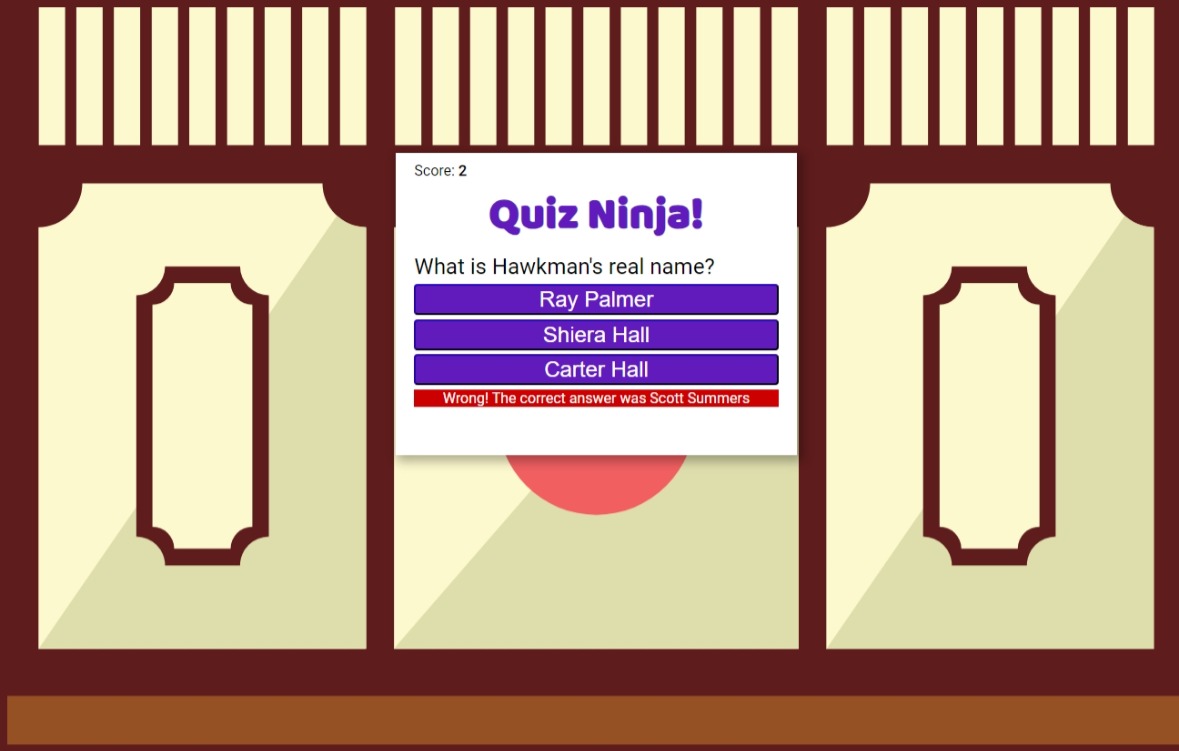 Score: 2
Quiz Ninja!
What is Hawkman's real name?
Ray Palmer
Shiera Hall
Carter Hall
Wrong! The correct answer was Scott Summers